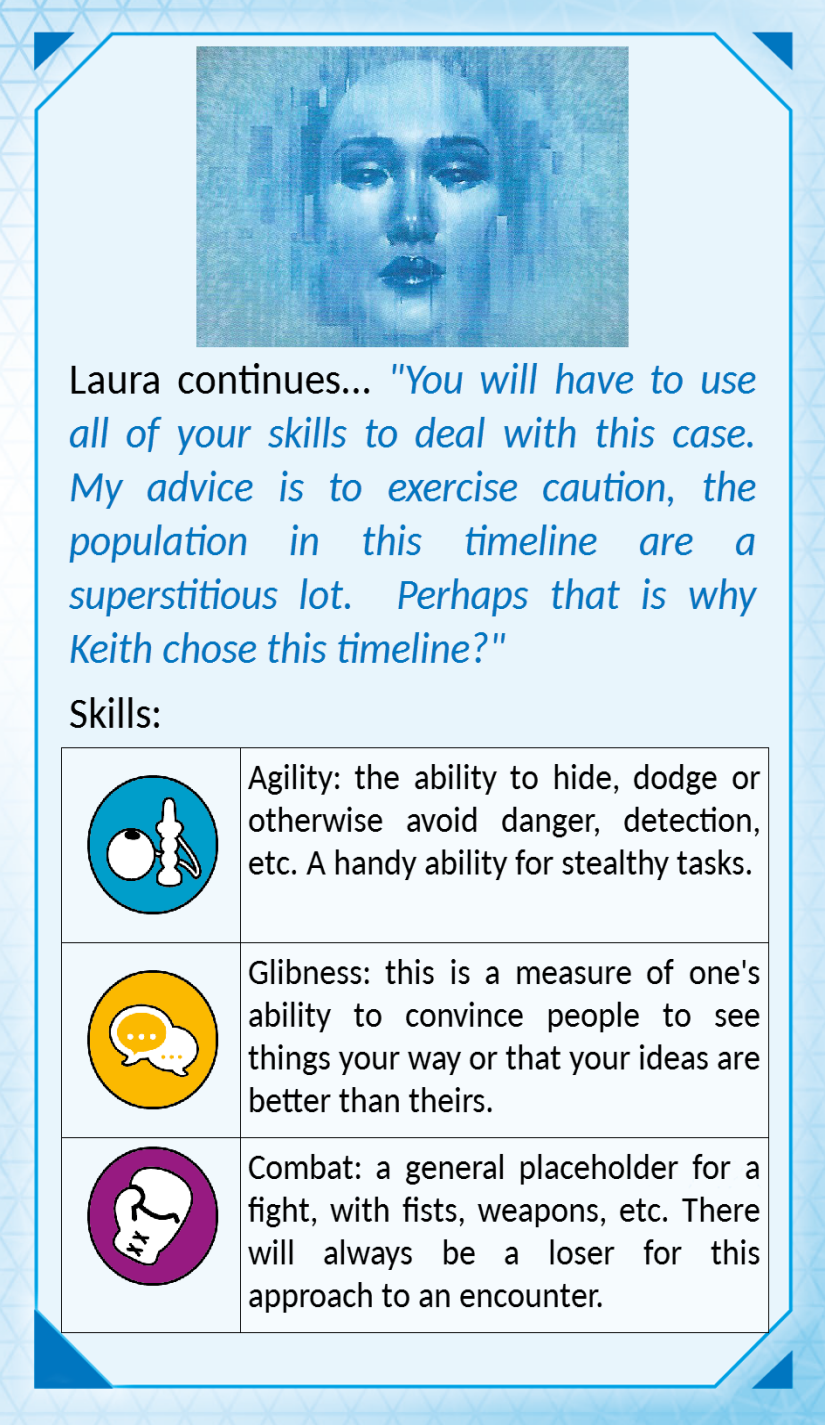 Laura continues... "You will have to use
all of your skills to deal with this case.
My advice is to exercise caution, the
population in this timeline are a
superstitious lot.  Perhaps that is why
Keith chose this timeline?"
Skills:
Agility: the ability to hide, dodge or
otherwise avoid danger, detection,
etc. A handy ability for stealthy tasks.
Glibness: this is a measure of one's
ability to convince people to see
things your way or that your ideas are
better than theirs.
Combat: a general placeholder for a
fight, with fists, weapons, etc. There
will always be a loser for this
approach to an encounter.